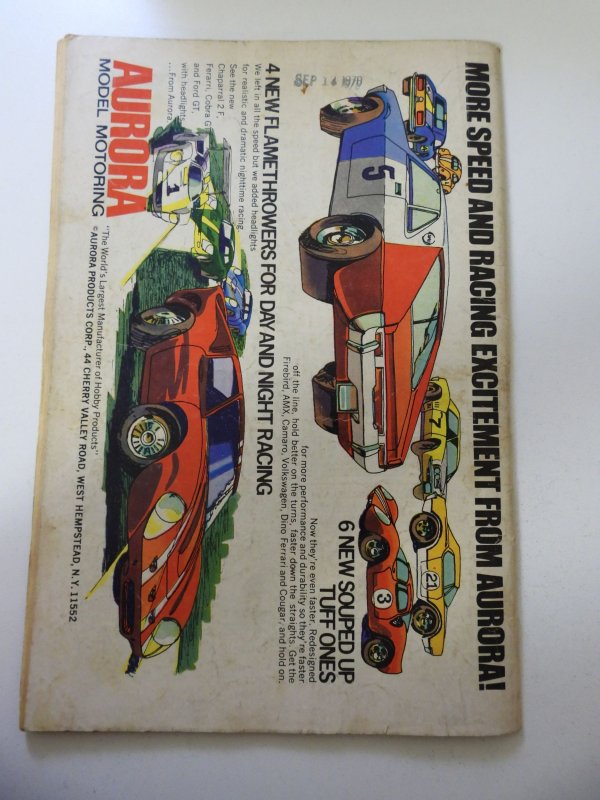 MORE SPEED AND RACING EXCITEMENT FROM AURORA!
SEP 14 1970
8
5
7
21
3
6 NEW SOUPED UP
TUFF ONES
Now they're even faster. Redesigned
for more performance and durability so they're faster
off the line, hold better on the turns, faster down the straights. Get the
Firebird, AMX, Camaro, Volkswagen, Dino Ferrari and Cougar, and hold on.
4 NEW FLAMETHROWERS FOR DAY AND NIGHT RACING
We left in all the speed but we added headlights
for realistic and dramatic nighttime racing.
See the new
Chaparral 2 F,
Ferarri, Cobra G
and Ford GT
with headlights
...From Aurora
1
AURORA
MODEL MOTORING
"The World's Largest Manufacturer of Hobby Products"
©AURORA PRODUCTS CORP., 44 CHERRY VALLEY ROAD, WEST HEMPSTEAD, N.Y. 11552